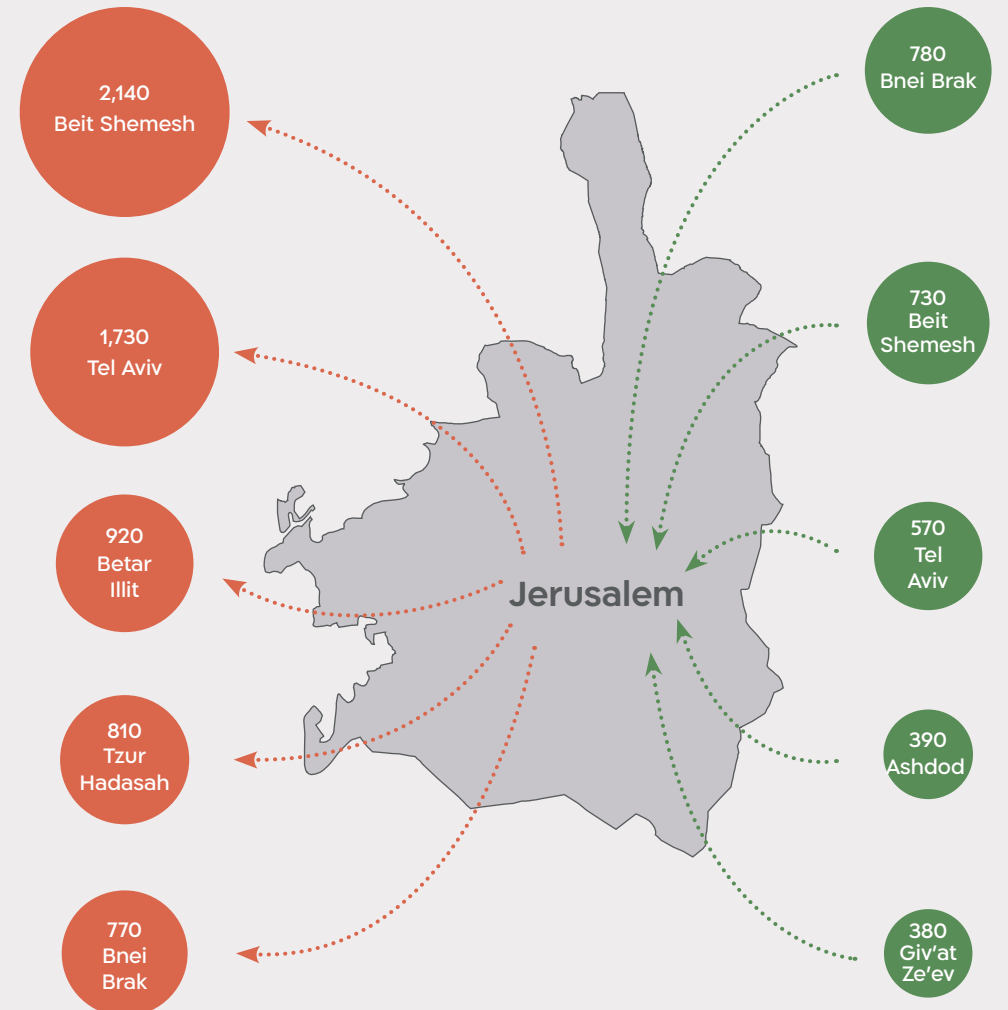 2,140
Beit Shemesh
1,730
Tel Aviv
920
Betar
Illit
810
Tzur
Hadasah
770
Bnei
Brak
Jerusalem
780
Bnei Brak
730
Beit
Shemesh
570
Tel
Aviv
390
Ashdod
380
Giv'at
Ze'ev